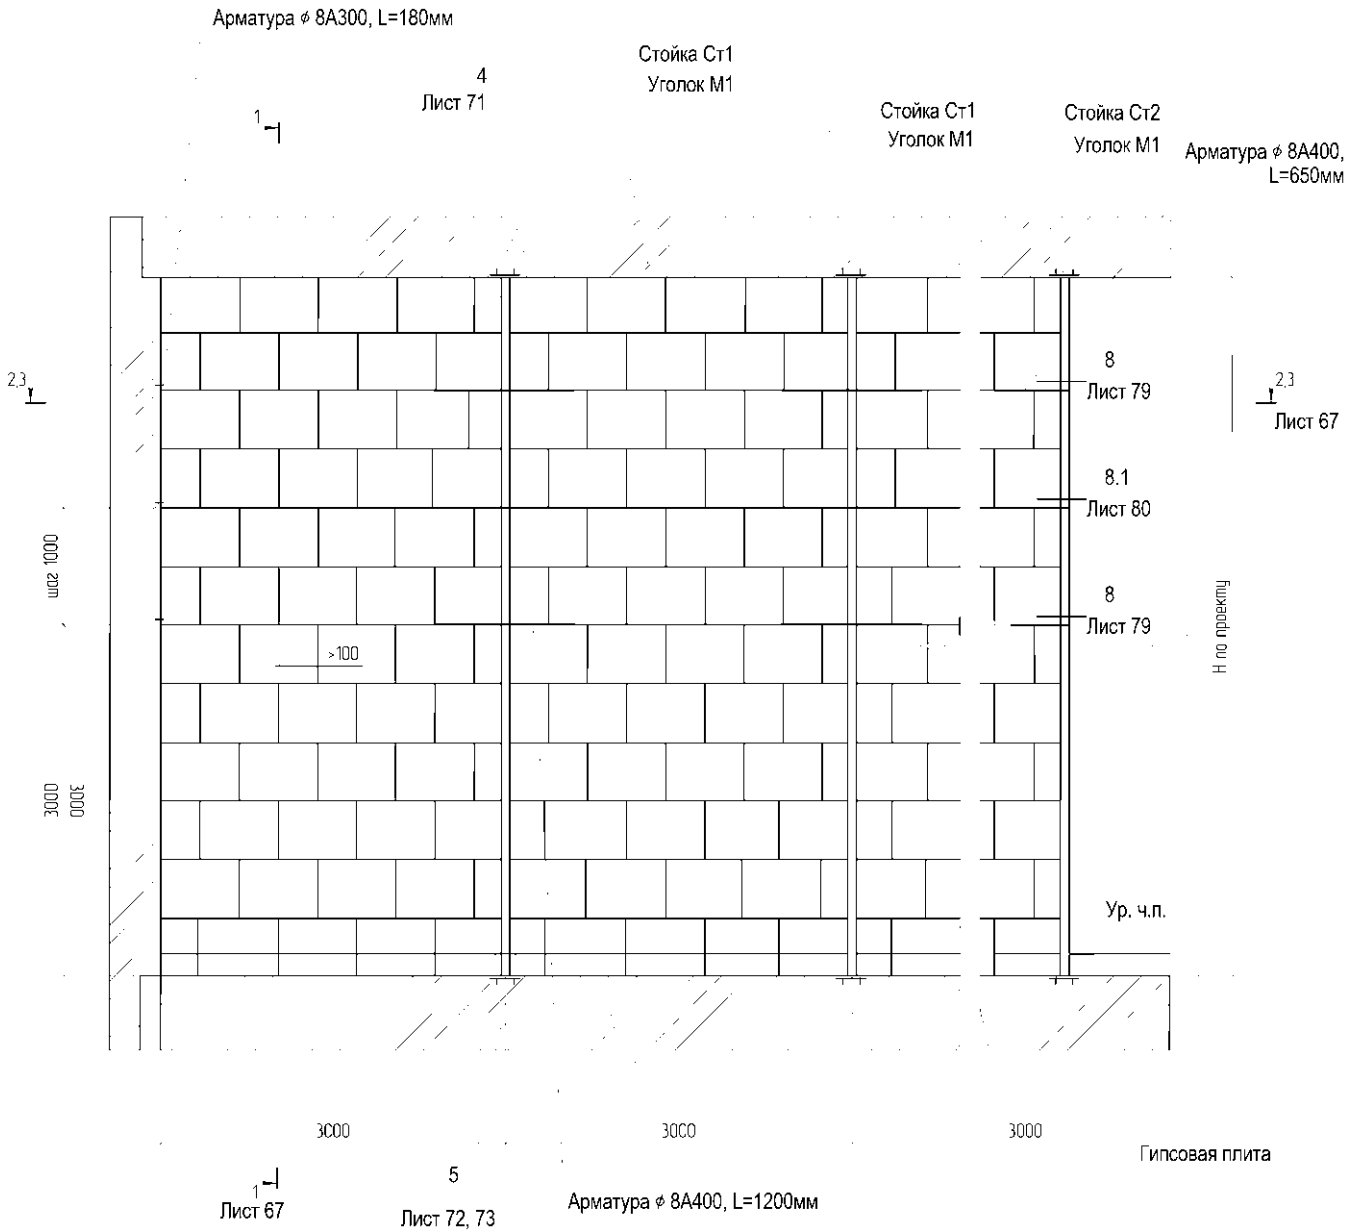 Арматура ⌀ 8А300, L=180мм
Стойка Ст1
Уголок М1
4
Лист 71
Стойка Ст1
Уголок М1
Стойка Ст2
Уголок М1
1
Арматура ⌀ 8А400,
L=650мм
8
Лист 79
2,3
2,3
Лист 67
8.1
Лист 80
шаг 1000
8
Лист 79
Н по проекту
>100
3000
3000
Ур. ч.п.
3000
3000
3000
Гипсовая плита
1
Лист 67
5
Лист 72, 73
Арматура ⌀ 8А400, L=1200мм